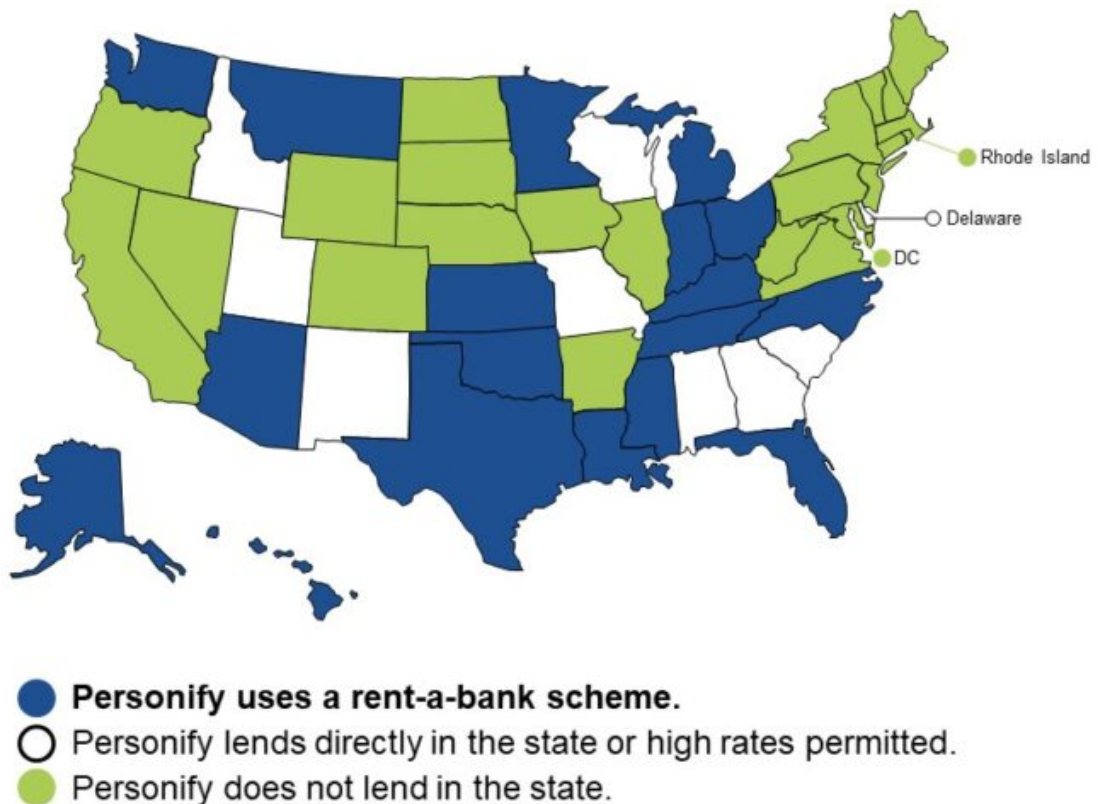 Rhode Island
Delaware
DC
Personify uses a rent-a-bank scheme.
Personify lends directly in the state or high rates permitted.
Personify does not lend in the state.